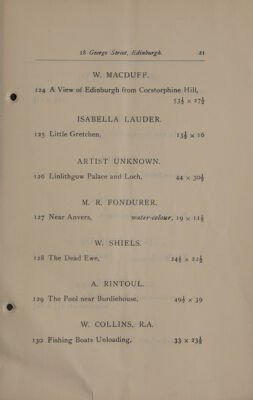 18 George Street, Edinburgh. 21
W. MACDUFF.
124 A View of Edinburgh from Corstorphine Hill,
53½ × 27½
ISABELLA LAUDER.
125 Little Gretchen, 13½ × 16
ARTIST UNKNOWN.
126 Linlithgow Palace and Loch, 44 × 30½
M. R. FONDURER.
127 Near Anvers, water-colour, 19 × 11½
W. SHIELS.
128 The Dead Ewe, 24½ × 22½
A. RINTOUL.
129 The Pool near Burdiehouse, 49½ × 39
W. COLLINS, R.A.
130 Fishing Boats Unloading, 33 × 23½